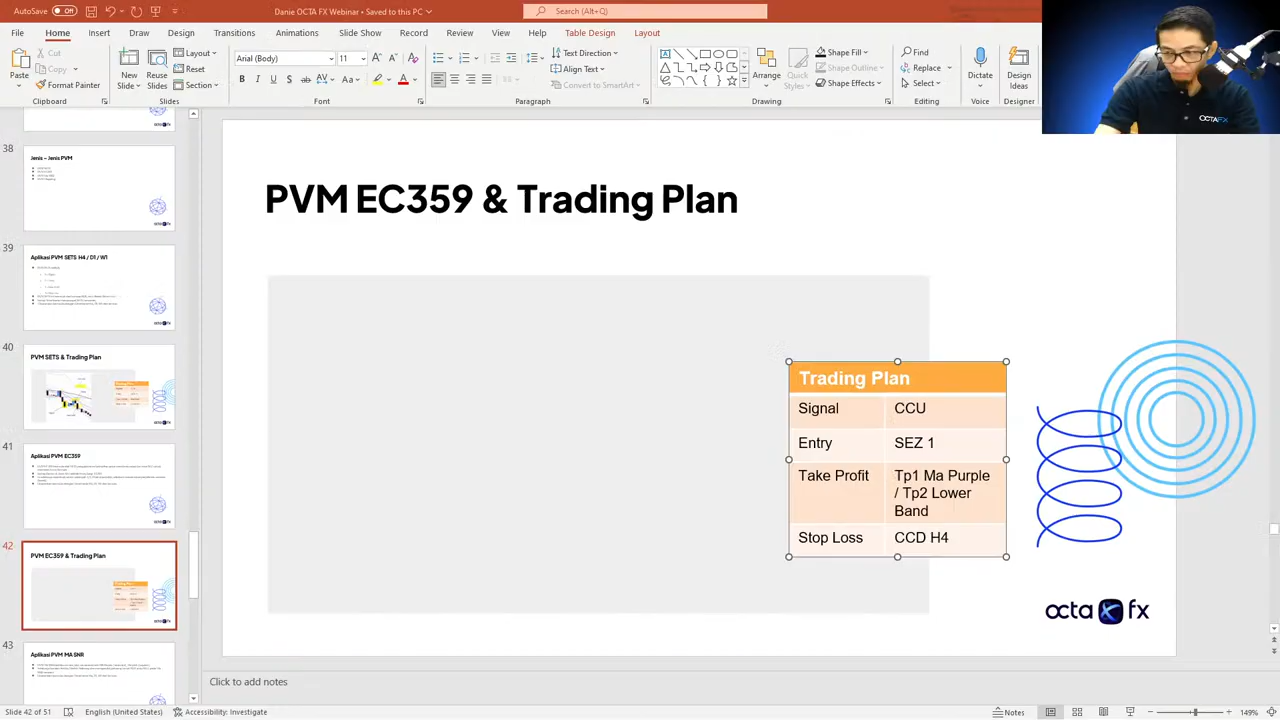 AutoSave Off
Danie OCTA FX Webinar • Saved to this PC
Search (Alt+Q)
File Home Insert Draw Design Transitions Animations Slide Show Record Review View Help Table Design Layout
Paste
Cut
Copy
Format Painter
Clipboard
New Slides
Reuse Slides
Layout
Reset
Section
Slides
Arial (Body) 11
Font
Text Direction
Align Text
Convert to SmartArt
Paragraph
Arrange
Quick Styles
Shape Fill
Shape Outline
Shape Effects
Drawing
Find
Replace
Select
Editing
Dictate
Voice
Design Ideas
Designer
OCTAFX
38
Jenis – Jenis PVM
39
Aplikasi PVM SETS H4 / D1 / W1
40
PVM SETS & Trading Plan
41
Aplikasi PVM EC359
42
PVM EC359 & Trading Plan
43
Aplikasi PVM MA SNR
PVM EC359 & Trading Plan
Trading Plan
Signal CCU
Entry SEZ 1
Take Profit Tp1 Ma Purple
/ Tp2 Lower
Band
Stop Loss CCD H4
octa fx
Click to add notes
Slide 42 of 51 English (United States) Accessibility: Investigate Notes 149%